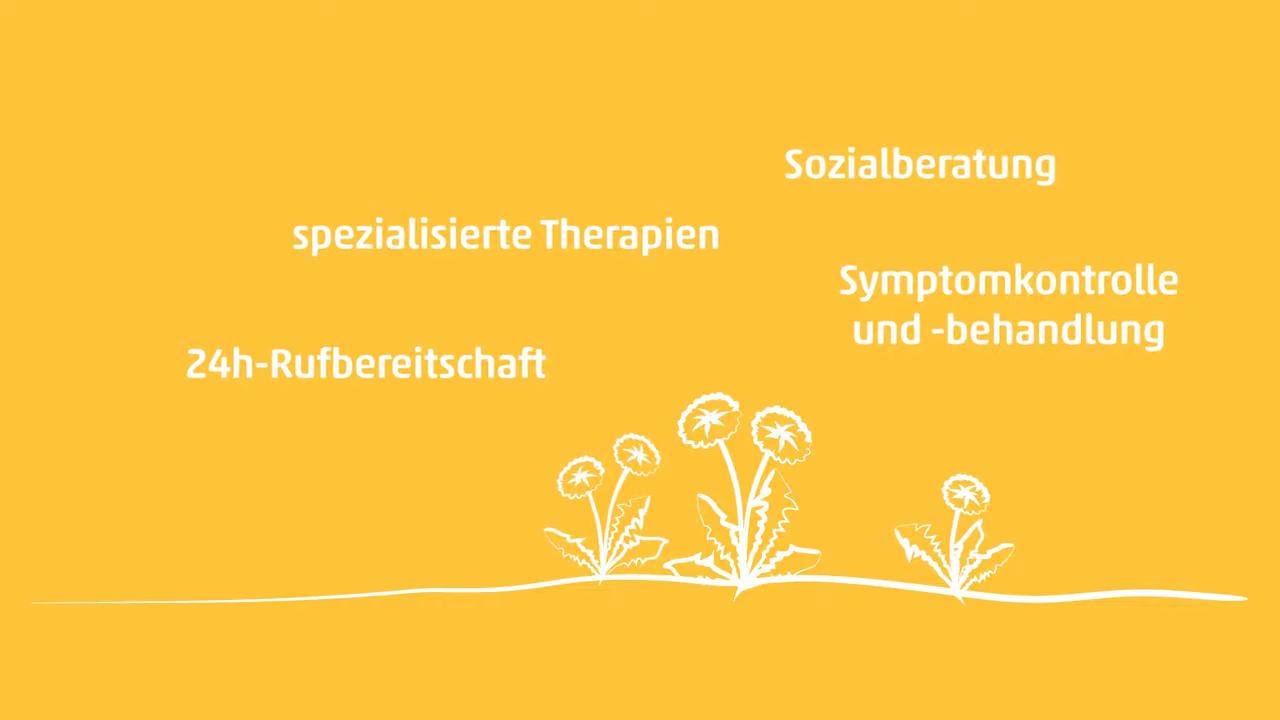 Sozialberatung
spezialisierte Therapien
Symptomkontrolle
und -behandlung
24h-Rufbereitschaft